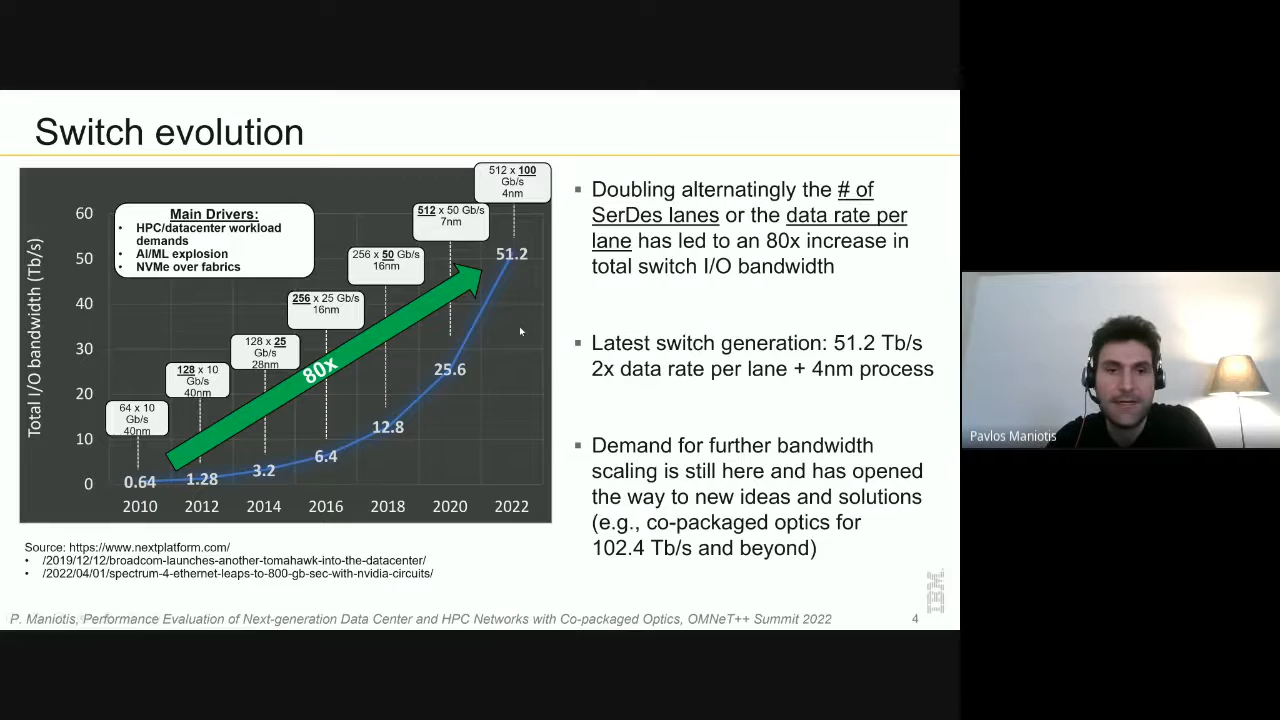 Switch evolution
Total I/O bandwidth (Tb/s)
60
50
40
30
20
10
0
Main Drivers:
• HPC/datacenter workload
demands
• AI/ML explosion
• NVMe over fabrics
64 x 10
Gb/s
40nm
128 x 10
Gb/s
40nm
128 x 25
Gb/s
28nm
256 x 25 Gb/s
16nm
256 x 50 Gb/s
16nm
512 x 50 Gb/s
7nm
512 x 100
Gb/s
4nm
80x
0.64
1.28
3.2
6.4
12.8
25.6
51.2
2010 2012 2014 2016 2018 2020 2022
Source: https://www.nextplatform.com/
• /2019/12/12/broadcom-launches-another-tomahawk-into-the-datacenter/
• /2022/04/01/spectrum-4-ethernet-leaps-to-800-gb-sec-with-nvidia-circuits/
▪ Doubling alternatingly the # of
SerDes lanes or the data rate per
lane has led to an 80x increase in
total switch I/O bandwidth
▪ Latest switch generation: 51.2 Tb/s
2x data rate per lane + 4nm process
▪ Demand for further bandwidth
scaling is still here and has opened
the way to new ideas and solutions
(e.g., co-packaged optics for
102.4 Tb/s and beyond)
IBM
P. Maniotis, Performance Evaluation of Next-generation Data Center and HPC Networks with Co-packaged Optics, OMNeT++ Summit 2022
4
Pavlos Maniotis